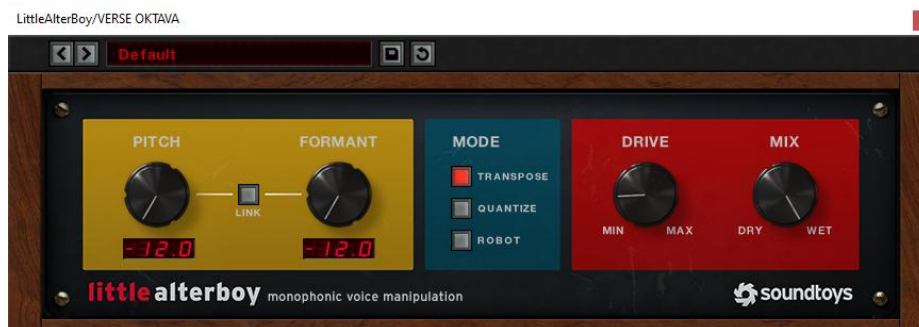 LittleAlterBoy/VERSE OKTAVA
Default
PITCH
FORMANT
LINK
-12.0
-12.0
MODE
TRANSPOSE
QUANTIZE
ROBOT
DRIVE
MIN
MAX
MIX
DRY
WET
littlealterboy monophonic voice manipulation
soundtoys